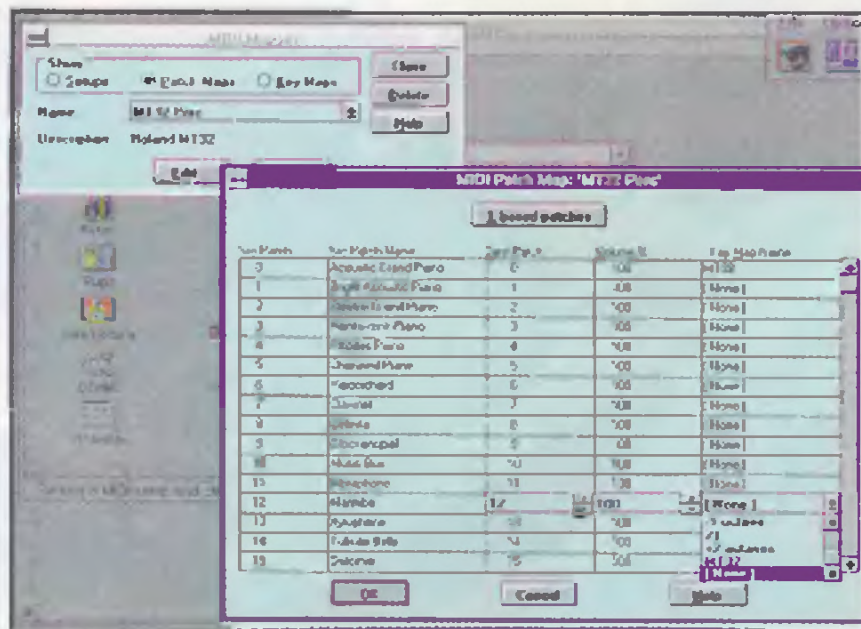 MIDI Mapper
Show
Setups Patch Maps Key Maps
Name: MT32 Perc
Description: Roland MT32
Close
Delete
Help
Edit
MIDI Patch Map: 'MT32 Perc'
1 based patches
Src Patch Src Patch Name Dest Patch Volume % Key Map Name
0 Acoustic Grand Piano 0 100 MT32
1 Bright Acoustic Piano 1 100 [None]
2 Electric Grand Piano 2 100 [None]
3 Honky-tonk Piano 3 100 [None]
4 Rhodes Piano 4 100 [None]
5 Chorused Piano 5 100 [None]
6 Harpsichord 6 100 [None]
7 Clavinet 7 100 [None]
8 Celesta 8 100 [None]
9 Glockenspiel 9 100 [None]
10 Music Box 10 100 [None]
11 Vibraphone 11 100 [None]
12 Marimba 12 100 [None]
13 Xylophone 13 100
14 Tubular Bells 14 100
15 Dulcimer 15 100
+2 octaves
MT32
[None]
OK Cancel Help